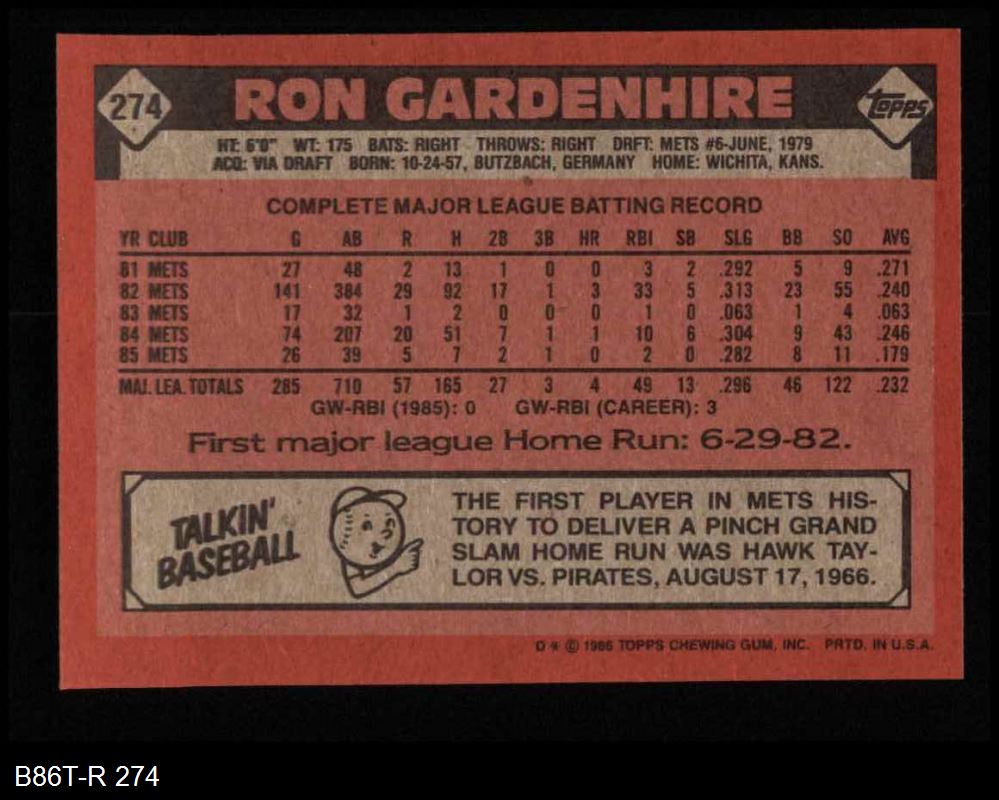 274 RON GARDENHIRE Topps
HT: 6'0" WT: 175 BATS: RIGHT THROWS: RIGHT DRFT: METS #6-JUNE, 1979
ACQ: VIA DRAFT BORN: 10-24-57, BUTZBACH, GERMANY HOME: WICHITA, KANS.
COMPLETE MAJOR LEAGUE BATTING RECORD
YR CLUB G AB R H 2B 3B HR RBI SB SLG BB SO AVG
81 METS 27 48 2 13 1 0 0 3 2 .292 5 9 .271
82 METS 141 384 29 92 17 1 3 33 5 .313 23 55 .240
83 METS 17 32 1 2 0 0 0 1 0 .063 1 4 .063
84 METS 74 207 20 51 7 1 1 10 6 .304 9 43 .246
85 METS 26 39 5 7 2 1 0 2 0 .282 8 11 .179
MAJ. LEA. TOTALS 285 710 57 165 27 3 4 49 13 .296 46 122 .232
GW-RBI (1985): 0 GW-RBI (CAREER): 3
First major league Home Run: 6-29-82.
TALKIN'
BASEBALL
THE FIRST PLAYER IN METS HIS-
TORY TO DELIVER A PINCH GRAND
SLAM HOME RUN WAS HAWK TAY-
LOR VS. PIRATES, AUGUST 17, 1966.
D * © 1986 TOPPS CHEWING GUM, INC. PRTD. IN U.S.A.
B86T-R 274